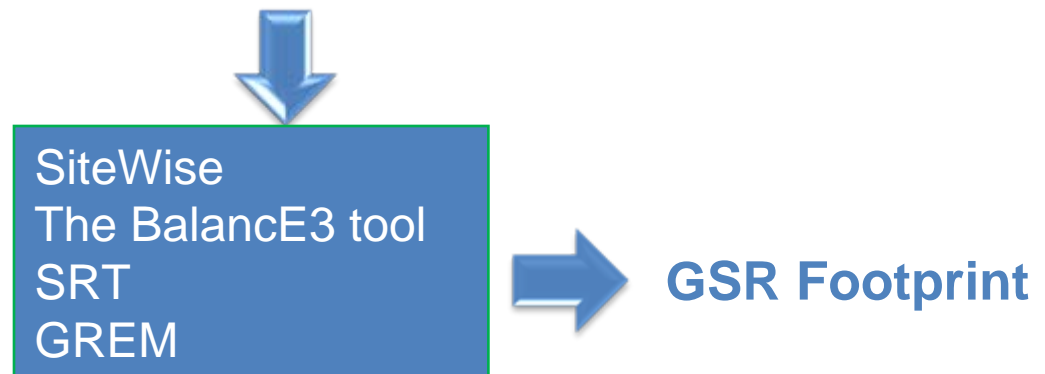 SiteWise
The BalancE3 tool
SRT
GREM
GSR Footprint